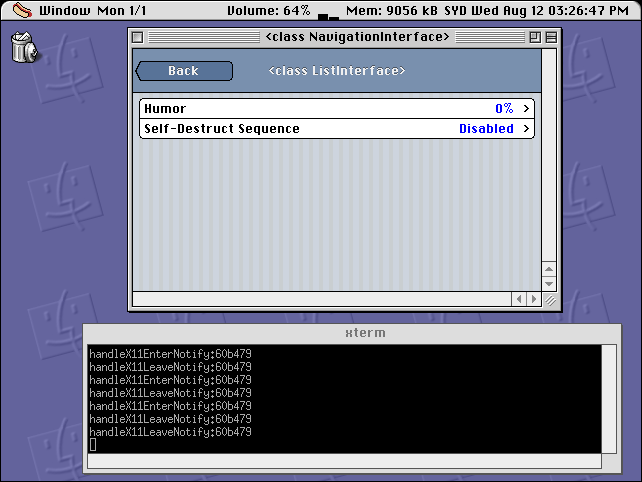 Window Mon 1/1 Volume: 64% Mem: 9056 kB SYD Wed Aug 12 03:26:47 PM
<class NavigationInterface>
Back <class ListInterface>
Humor 0% >
Self-Destruct Sequence Disabled >
xterm
handleX11EnterNotify:60b479
handleX11LeaveNotify:60b479
handleX11EnterNotify:60b479
handleX11LeaveNotify:60b479
handleX11EnterNotify:60b479
handleX11LeaveNotify:60b479
handleX11LeaveNotify:60b479